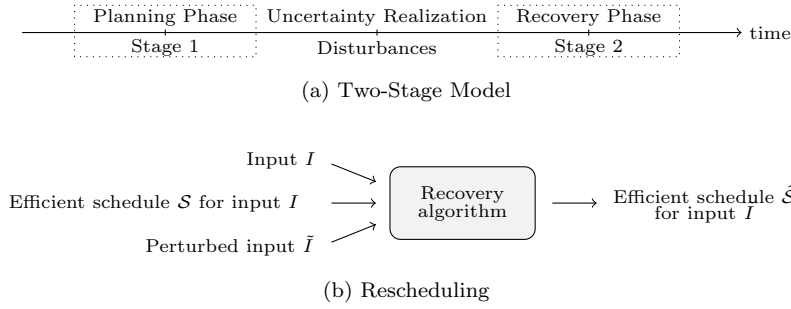 Planning Phase Uncertainty Realization Recovery Phase
time
Stage 1 Disturbances Stage 2
(a) Two-Stage Model
Input I
Efficient schedule S for input I
Perturbed input Ĩ
Recovery
algorithm
Efficient schedule S̃
for input Ĩ
(b) Rescheduling